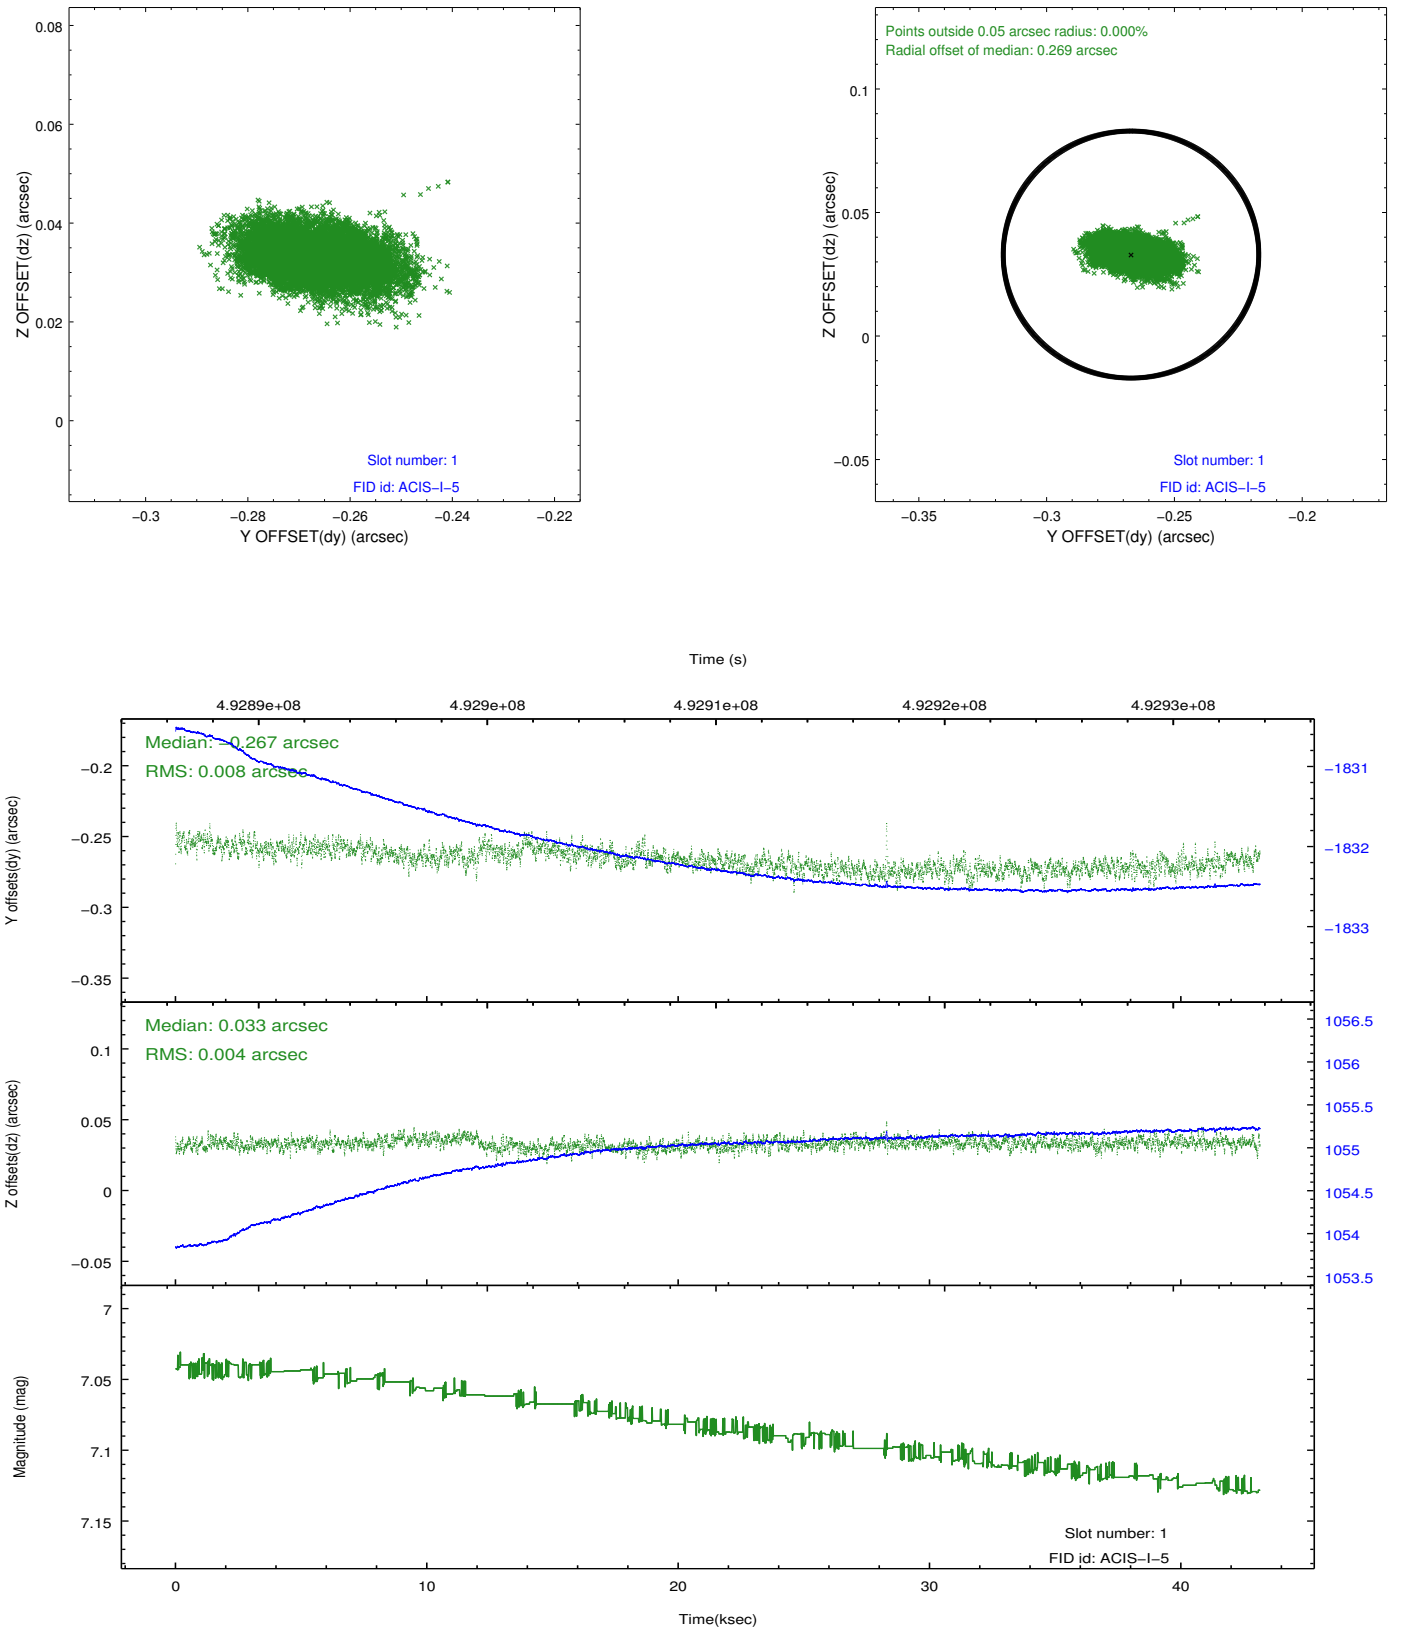 0.08
0.06
0.04
0.02
0
Z OFFSET(dz) (arcsec)
Slot number: 1
FID id: ACIS−I−5
−0.3 −0.28 −0.26 −0.24 −0.22
Y OFFSET(dy) (arcsec)
Points outside 0.05 arcsec radius: 0.000%
Radial offset of median: 0.269 arcsec
0.1
0.05
0
−0.05
Z OFFSET(dz) (arcsec)
Slot number: 1
FID id: ACIS−I−5
−0.35 −0.3 −0.25 −0.2
Y OFFSET(dy) (arcsec)
Time (s)
4.9289e+08 4.929e+08 4.9291e+08 4.9292e+08 4.9293e+08
Median: −0.267 arcsec
RMS: 0.008 arcsec
−0.2
−0.25
−0.3
−0.35
Y offsets(dy) (arcsec)
−1831
−1832
−1833
Median: 0.033 arcsec
RMS: 0.004 arcsec
0.1
0.05
0
−0.05
Z offsets(dz) (arcsec)
1056.5
1056
1055.5
1055
1054.5
1054
1053.5
7
7.05
7.1
7.15
Magnitude (mag)
Slot number: 1
FID id: ACIS−I−5
0 10 20 30 40
Time(ksec)